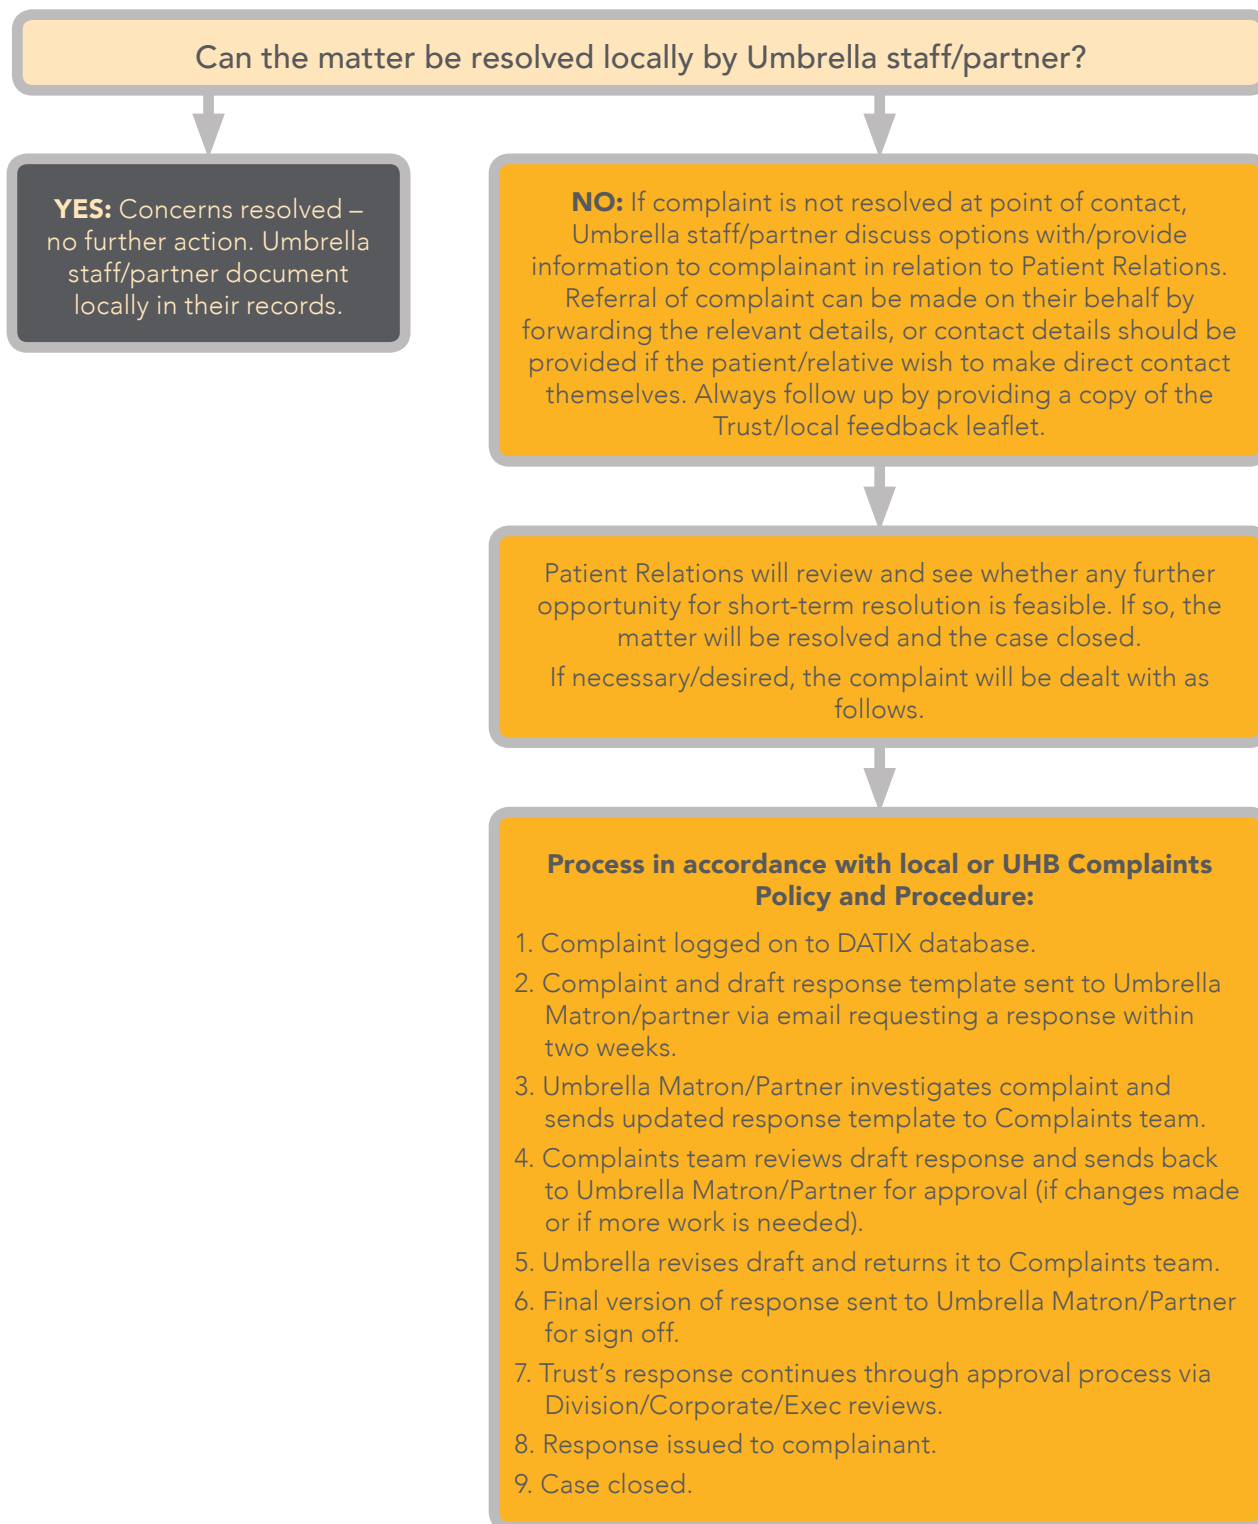 Can the matter be resolved locally by Umbrella staff/partner?
YES: Concerns resolved –
no further action. Umbrella
staff/partner document
locally in their records.
NO: If complaint is not resolved at point of contact,
Umbrella staff/partner discuss options with/provide
information to complainant in relation to Patient Relations.
Referral of complaint can be made on their behalf by
forwarding the relevant details, or contact details should be
provided if the patient/relative wish to make direct contact
themselves. Always follow up by providing a copy of the
Trust/local feedback leaflet.
Patient Relations will review and see whether any further
opportunity for short-term resolution is feasible. If so, the
matter will be resolved and the case closed.
If necessary/desired, the complaint will be dealt with as
follows.
Process in accordance with local or UHB Complaints
Policy and Procedure:
1. Complaint logged on to DATIX database.
2. Complaint and draft response template sent to Umbrella
Matron/partner via email requesting a response within
two weeks.
3. Umbrella Matron/Partner investigates complaint and
sends updated response template to Complaints team.
4. Complaints team reviews draft response and sends back
to Umbrella Matron/Partner for approval (if changes made
or if more work is needed).
5. Umbrella revises draft and returns it to Complaints team.
6. Final version of response sent to Umbrella Matron/Partner
for sign off.
7. Trust's response continues through approval process via
Division/Corporate/Exec reviews.
8. Response issued to complainant.
9. Case closed.